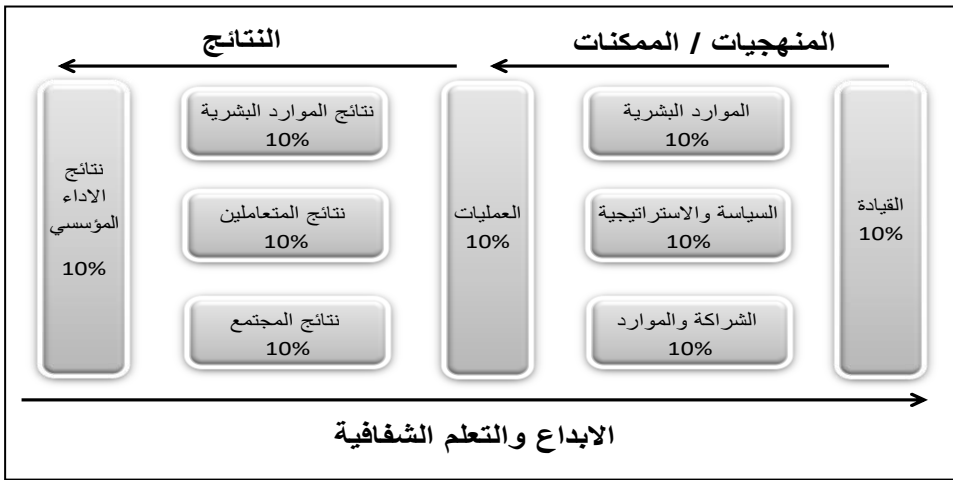 المنهجيات / الممكنات
النتائج
القيادة
10%
الموارد البشرية
10%
السياسة والاستراتيجية
10%
الشراكة والموارد
10%
العمليات
10%
نتائج الموارد البشرية
10%
نتائج المتعاملين
10%
نتائج المجتمع
10%
نتائج
الاداء
المؤسسي
10%
الابداع والتعلم الشفافية